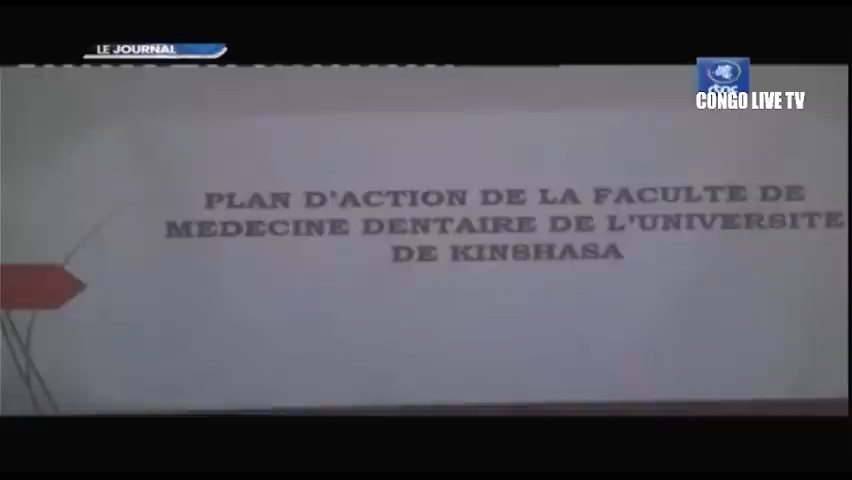 LE JOURNAL
CONGO LIVE TV
PLAN D'ACTION DE LA FACULTE DE
MEDECINE DENTAIRE DE L'UNIVERSITE
DE KINSHASA